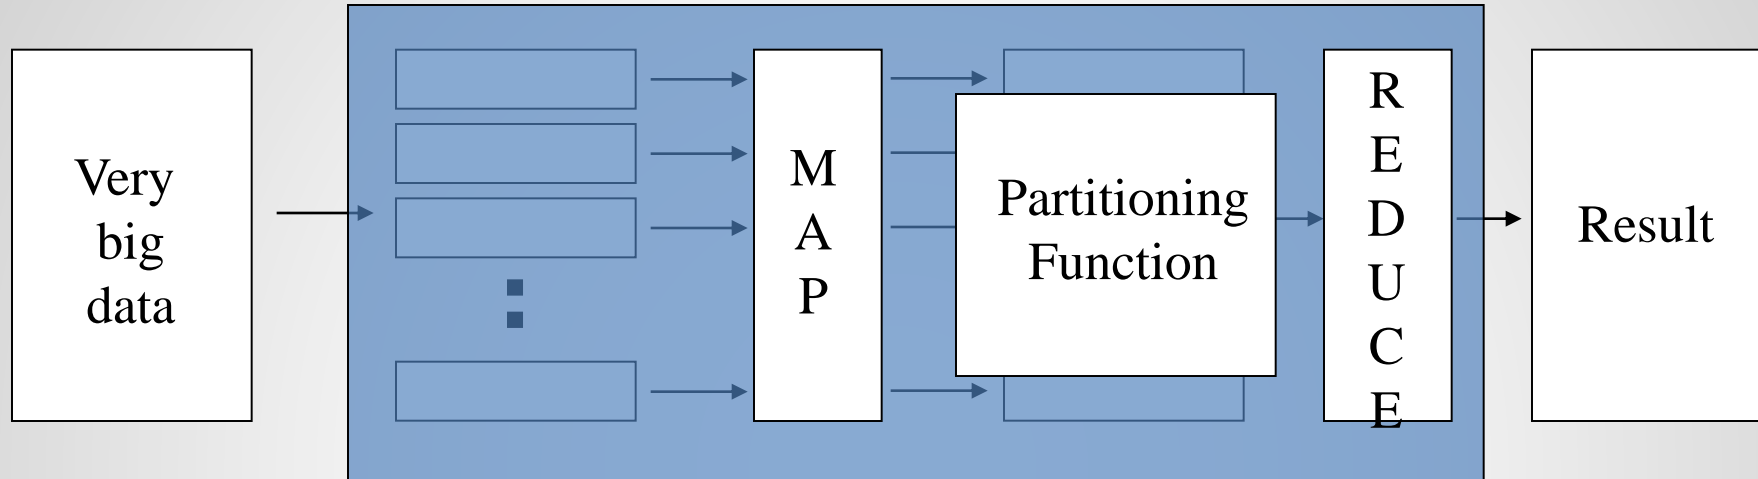 Very
big
data
M
A
P
Partitioning
Function
R
E
D
U
C
E
Result